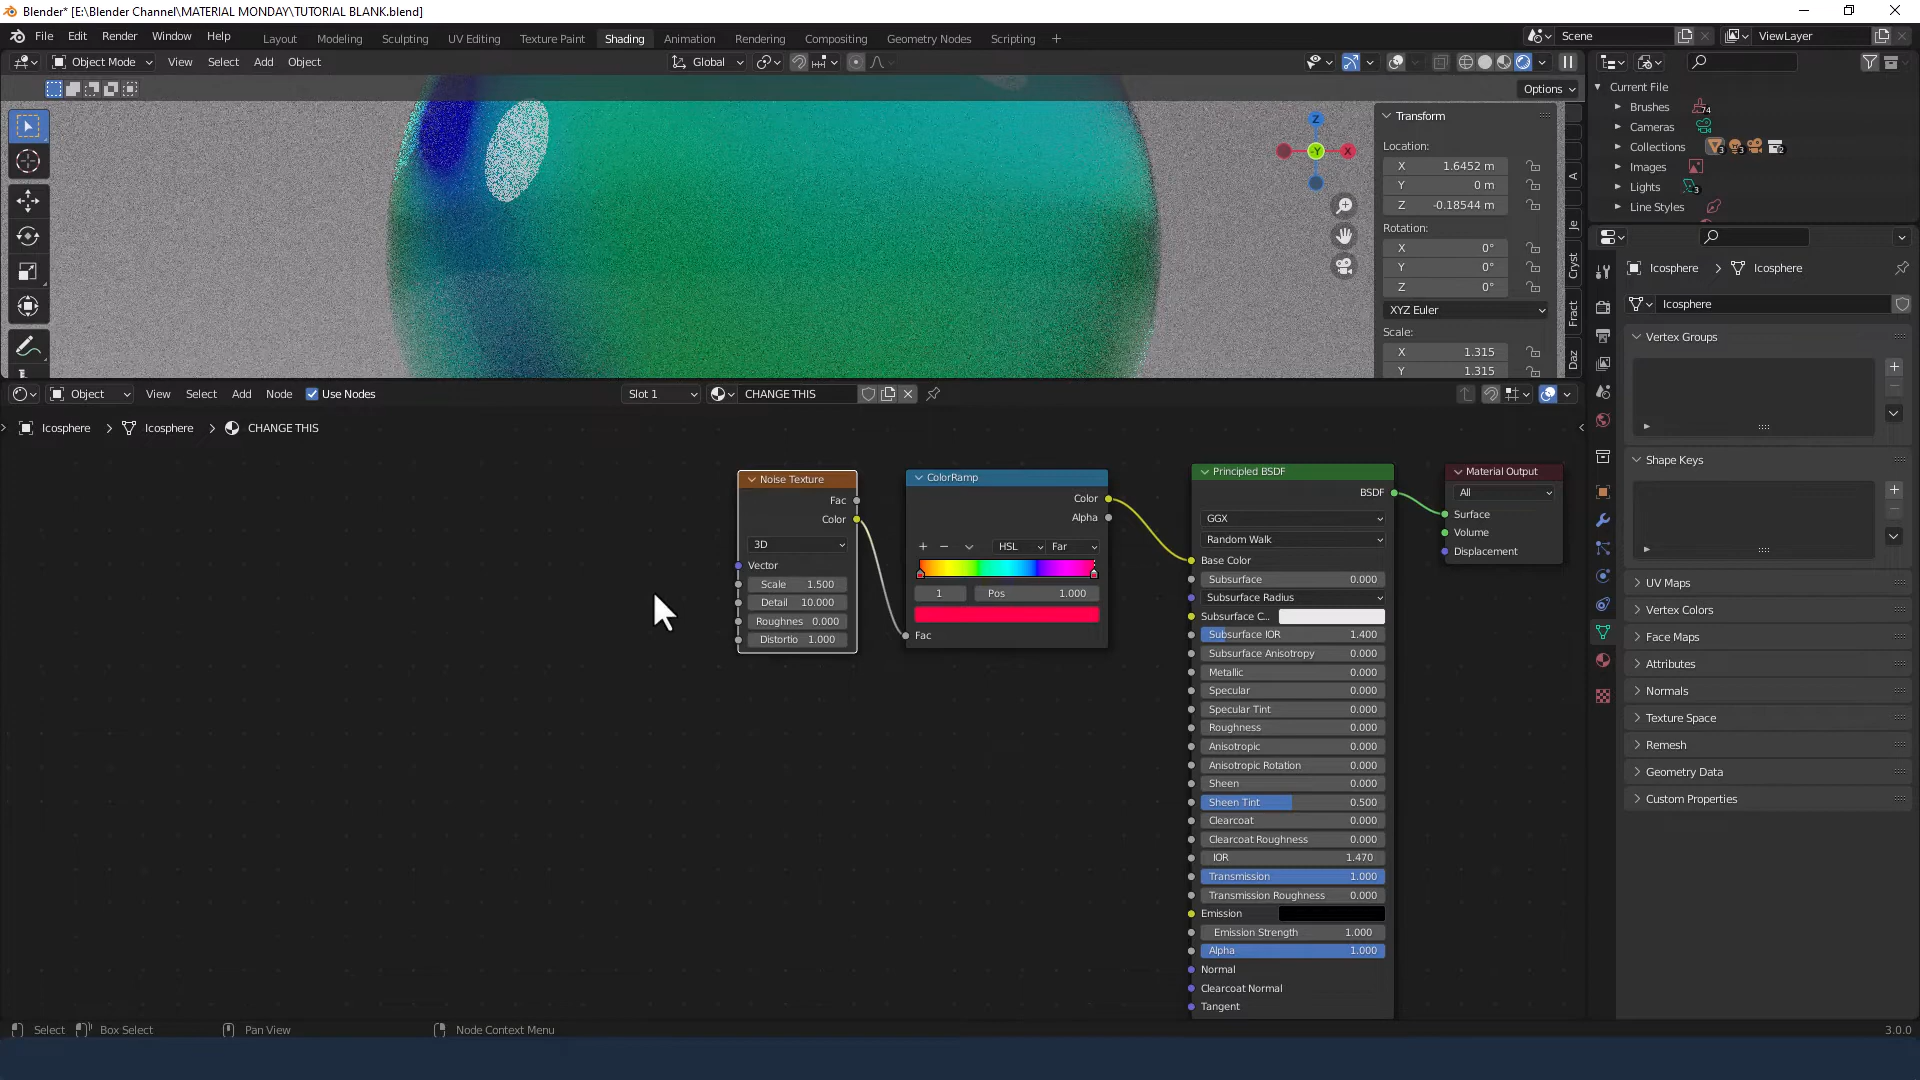 Blender* [E:\Blender Channel\MATERIAL MONDAY\TUTORIAL BLANK.blend]
File Edit Render Window Help
Layout Modeling Sculpting UV Editing Texture Paint Shading Animation Rendering Compositing Geometry Nodes Scripting +
Scene
ViewLayer
Object Mode View Select Add Object
Global
Options
Transform
Location:
X 1.6452 m
Y 0 m
Z -0.18544 m
Rotation:
X 0°
Y 0°
Z 0°
XYZ Euler
Scale:
X 1.315
Y 1.315
Z
-Y
X
A
Je
Cryst
Fract
Daz
Current File
Brushes 74
Cameras
Collections 3 3 2
Images
Lights 3
Line Styles
Icosphere > Icosphere
Icosphere
Vertex Groups
Shape Keys
UV Maps
Vertex Colors
Face Maps
Attributes
Normals
Texture Space
Remesh
Geometry Data
Custom Properties
Object View Select Add Node Use Nodes
Slot 1
CHANGE THIS
Icosphere > Icosphere > CHANGE THIS
Noise Texture
Fac
Color
3D
Vector
Scale 1.500
Detail 10.000
Roughnes 0.000
Distortio 1.000
ColorRamp
Color
Alpha
HSL Far
1 Pos 1.000
Fac
Principled BSDF
BSDF
GGX
Random Walk
Base Color
Subsurface 0.000
Subsurface Radius
Subsurface C...
Subsurface IOR 1.400
Subsurface Anisotropy 0.000
Metallic 0.000
Specular 0.000
Specular Tint 0.000
Roughness 0.000
Anisotropic 0.000
Anisotropic Rotation 0.000
Sheen 0.000
Sheen Tint 0.500
Clearcoat 0.000
Clearcoat Roughness 0.000
IOR 1.470
Transmission 1.000
Transmission Roughness 0.000
Emission
Emission Strength 1.000
Alpha 1.000
Normal
Clearcoat Normal
Tangent
Material Output
All
Surface
Volume
Displacement
Select Box Select Pan View Node Context Menu
3.0.0